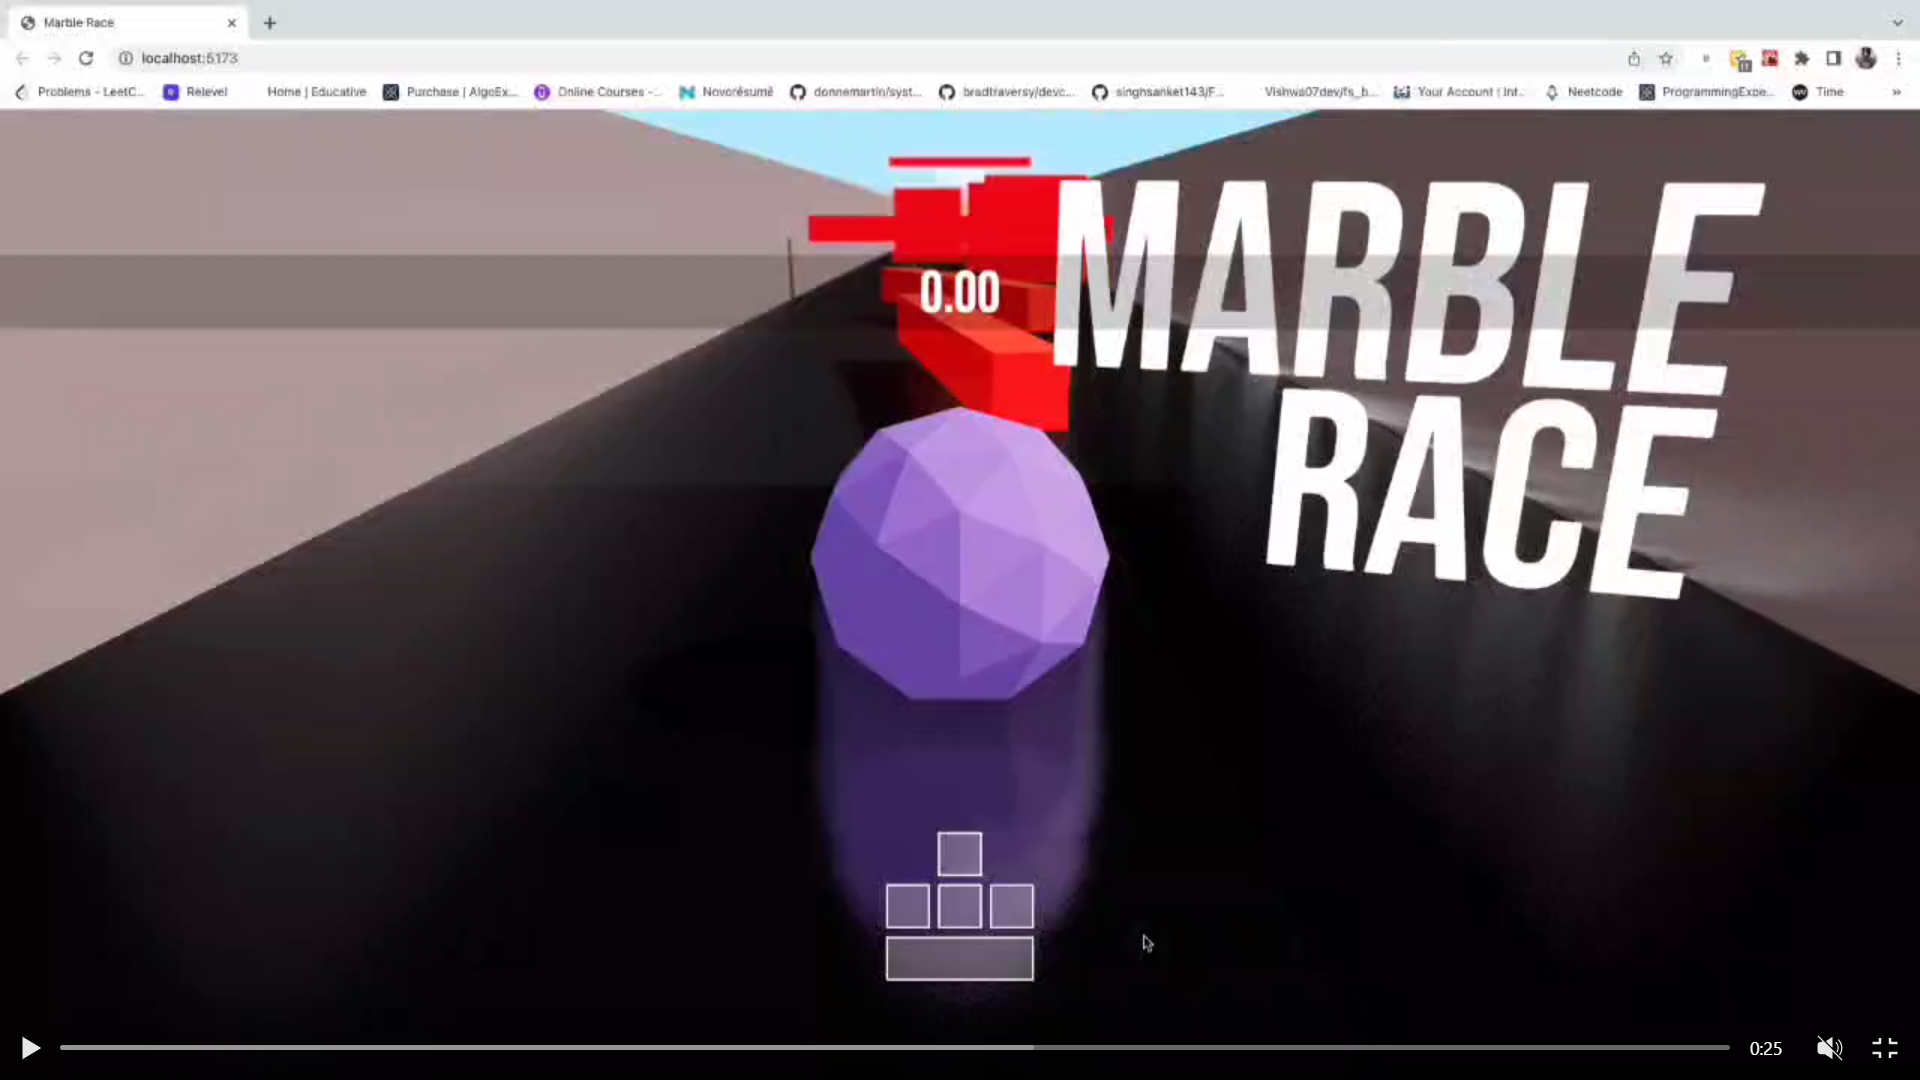 Marble Race
localhost:5173
Problems - LeetC...
Relevel
Home | Educative
Purchase | AlgoEx...
Online Courses -...
Novorésumé
donnemartin/syst...
bradtraversy/devc...
singhsanket143/F...
Vishwa07dev/fs_b...
Your Account | Int...
Neetcode
ProgrammingExpe...
Time
»
MARBLE
0.00
RACE
0:25